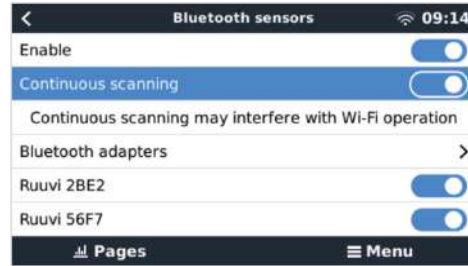 Bluetooth sensors 09:14
Enable
Continuous scanning
Continuous scanning may interfere with Wi-Fi operation
Bluetooth adapters
Ruuvi 2BE2
Ruuvi 56F7
Pages Menu